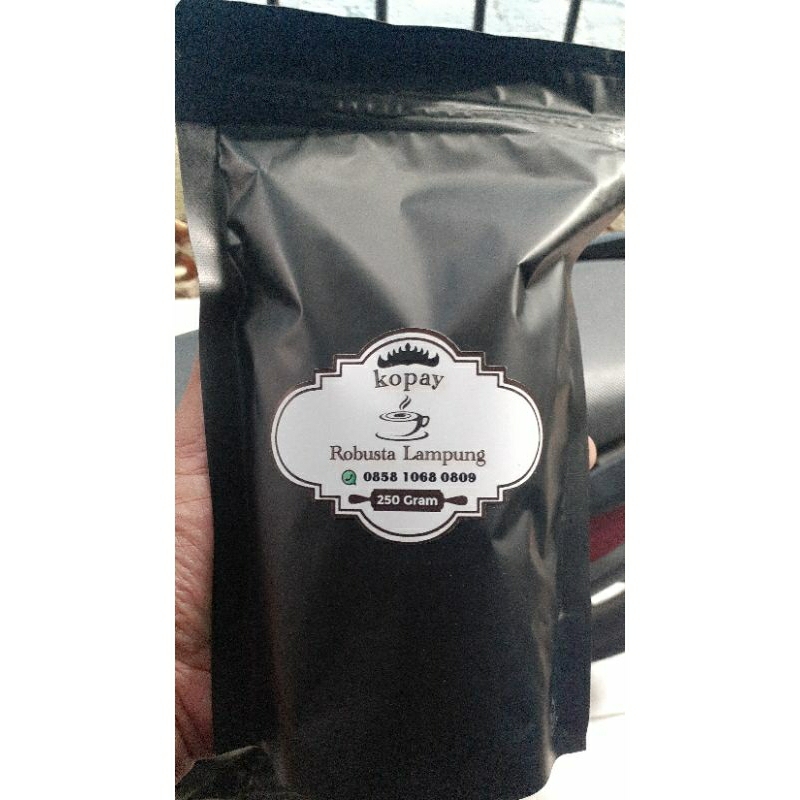 kopay
Robusta Lampung
0858 1068 0809
250 Gram